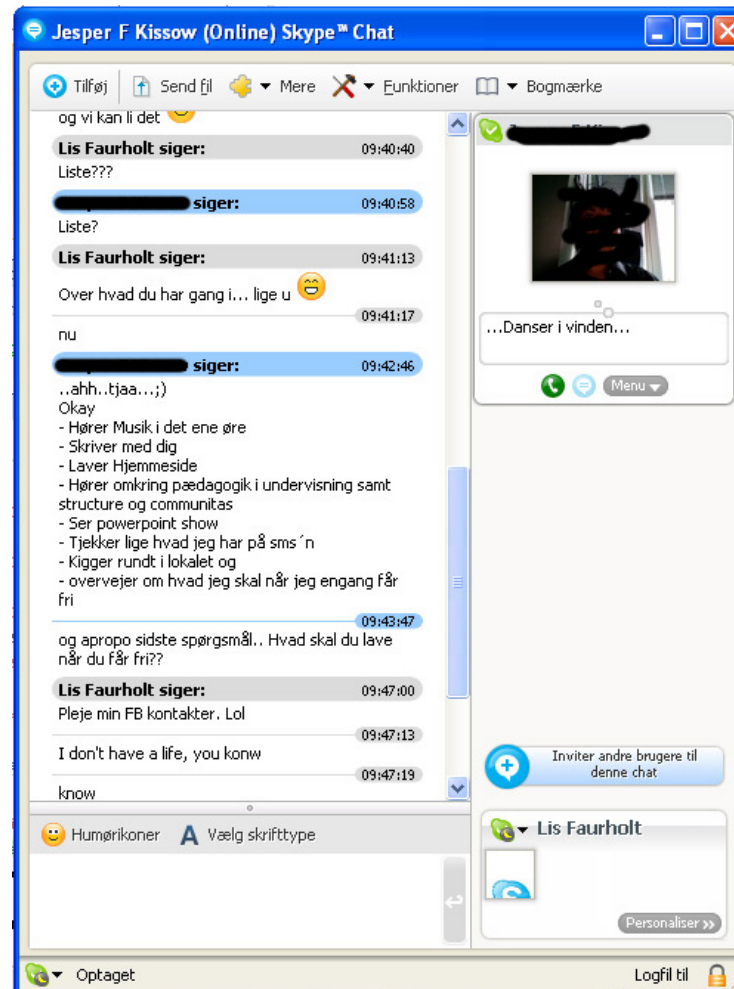 Jesper F Kissow (Online) Skype™ Chat
Tilføj
Send fil
Mere
Funktioner
Bogmærke
og vi kan li det
Lis Faurholt siger: 09:40:40
Liste???
siger: 09:40:58
Liste?
Lis Faurholt siger: 09:41:13
Over hvad du har gang i... lige u
09:41:17
nu
siger: 09:42:46
..ahh..tjaa...;)
Okay
- Hører Musik i det ene øre
- Skriver med dig
- Laver Hjemmeside
- Hører omkring pædagogik i undervisning samt
structure og communitas
- Ser powerpoint show
- Tjekker lige hvad jeg har på sms´n
- Kigger rundt i lokalet og
- overvejer om hvad jeg skal når jeg engang får
fri
09:43:47
og apropo sidste spørgsmål.. Hvad skal du lave
når du får fri??
Lis Faurholt siger: 09:47:00
Pleje min FB kontakter. Lol
09:47:13
I don't have a life, you konw
09:47:19
know
Humørikoner
A Vælg skrifttype
...Danser i vinden...
Menu
Inviter andre brugere til
denne chat
Lis Faurholt
Personaliser »
Optaget
Logfil til